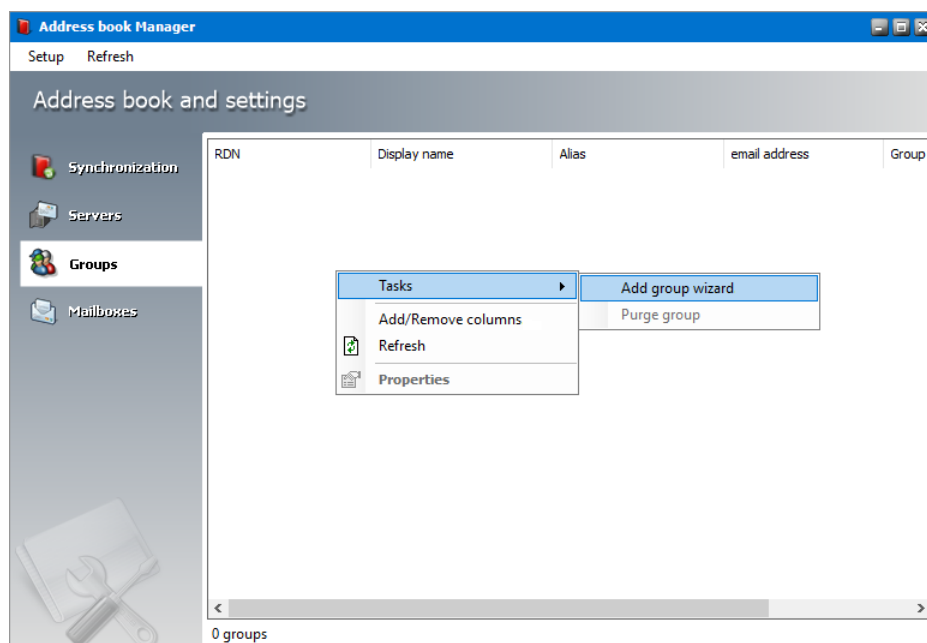 Address book Manager
Setup Refresh
Address book and settings
Synchronization
Servers
Groups
Mailboxes
RDN Display name Alias email address Group
Tasks
Add/Remove columns
Refresh
Properties
Add group wizard
Purge group
0 groups